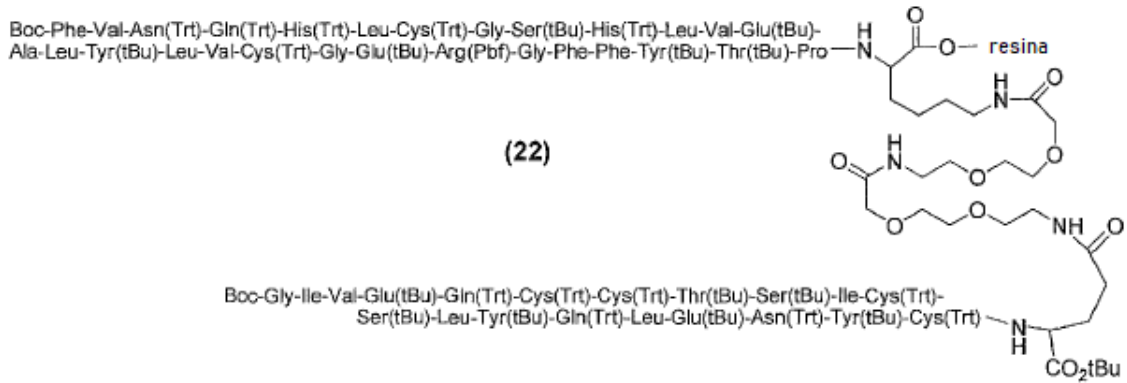 Boc-Phe-Val-Asn(Trt)-Gln(Trt)-His(Trt)-Leu-Cys(Trt)-Gly-Ser(tBu)-His(Trt)-Leu-Val-Glu(tBu)-
Ala-Leu-Tyr(tBu)-Leu-Val-Cys(Trt)-Gly-Glu(tBu)-Arg(Pbf)-Gly-Phe-Phe-Tyr(tBu)-Thr(tBu)-Pro
H
N
O
O
resina
H
N
O
O
(22)
O
H
N
O
O
O
NH
O
Boc-Gly-Ile-Val-Glu(tBu)-Gln(Trt)-Cys(Trt)-Cys(Trt)-Thr(tBu)-Ser(tBu)-Ile-Cys(Trt)-
Ser(tBu)-Leu-Tyr(tBu)-Gln(Trt)-Leu-Glu(tBu)-Asn(Trt)-Tyr(tBu)-Cys(Trt)
N
H
CO2tBu